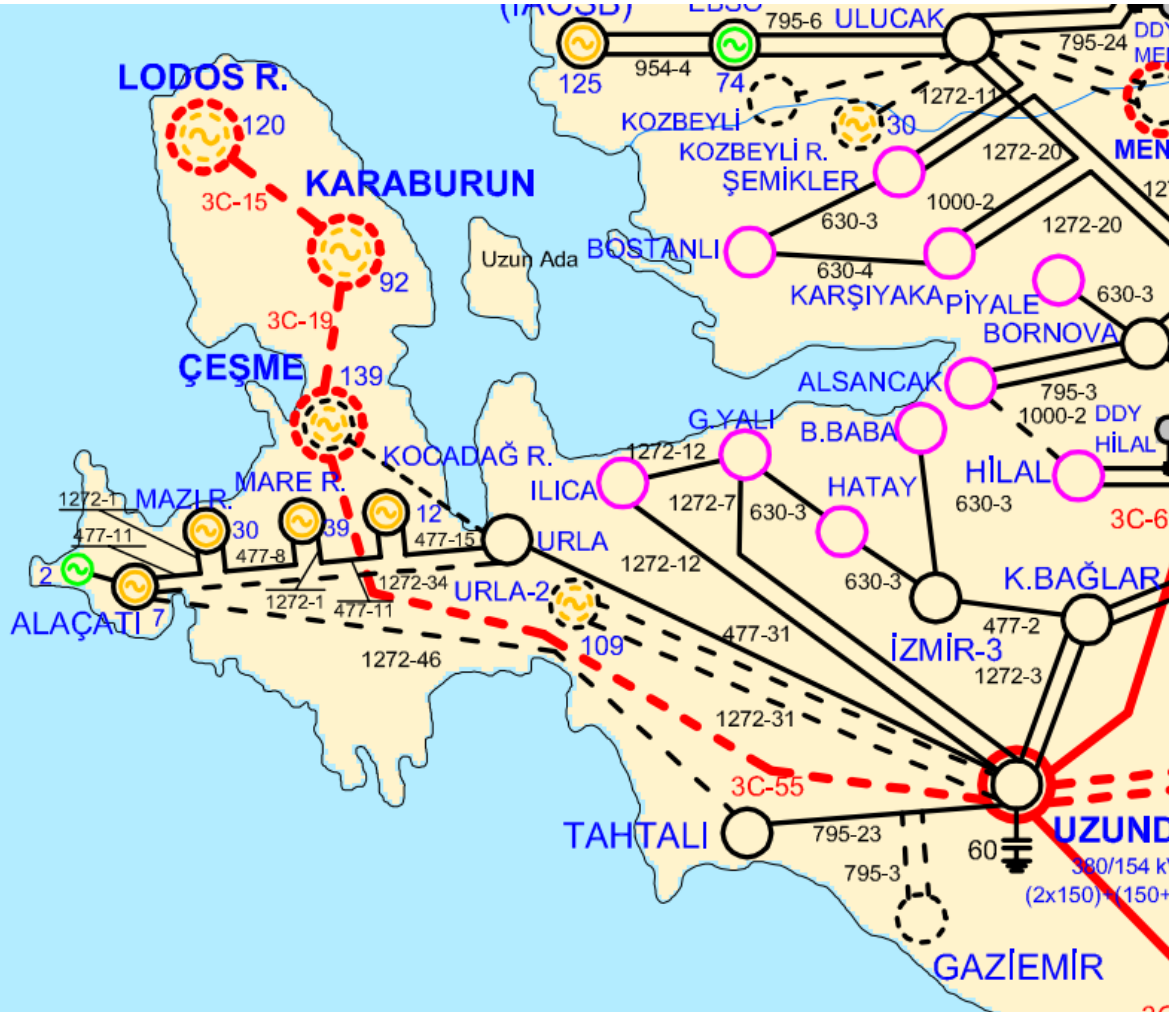 (İAOSB)
EBSO
795-6
ULUCAK
795-24
DDY
954-4
125
74
1272-11
LODOS R.
120
KOZBEYLİ
30
KOZBEYLİ R.
1272-20
ŞEMİKLER
3C-15
KARABURUN
630-3
1000-2
1272-20
Uzun Ada
BOSTANLI
630-4
92
KARŞIYAKA
PİYALE
630-3
3C-19
BORNOVA
ÇEŞME
139
ALSANCAK
795-3
1000-2
DDY
HİLAL
G.YALI
B.BABA
1272-12
KOCADAĞ R.
HİLAL
MARE R.
ILICA
HATAY
1272-1
MAZI R.
1272-7
630-3
630-3
30
39
12
477-11
477-8
477-15
URLA
1272-12
630-3
2
1272-34
URLA-2
K.BAĞLAR
ALAÇATI
7
1272-1
477-11
109
477-31
477-2
İZMİR-3
1272-46
1272-3
1272-31
3C-55
TAHTALI
795-23
60
795-3
380/154
GAZİEMİR